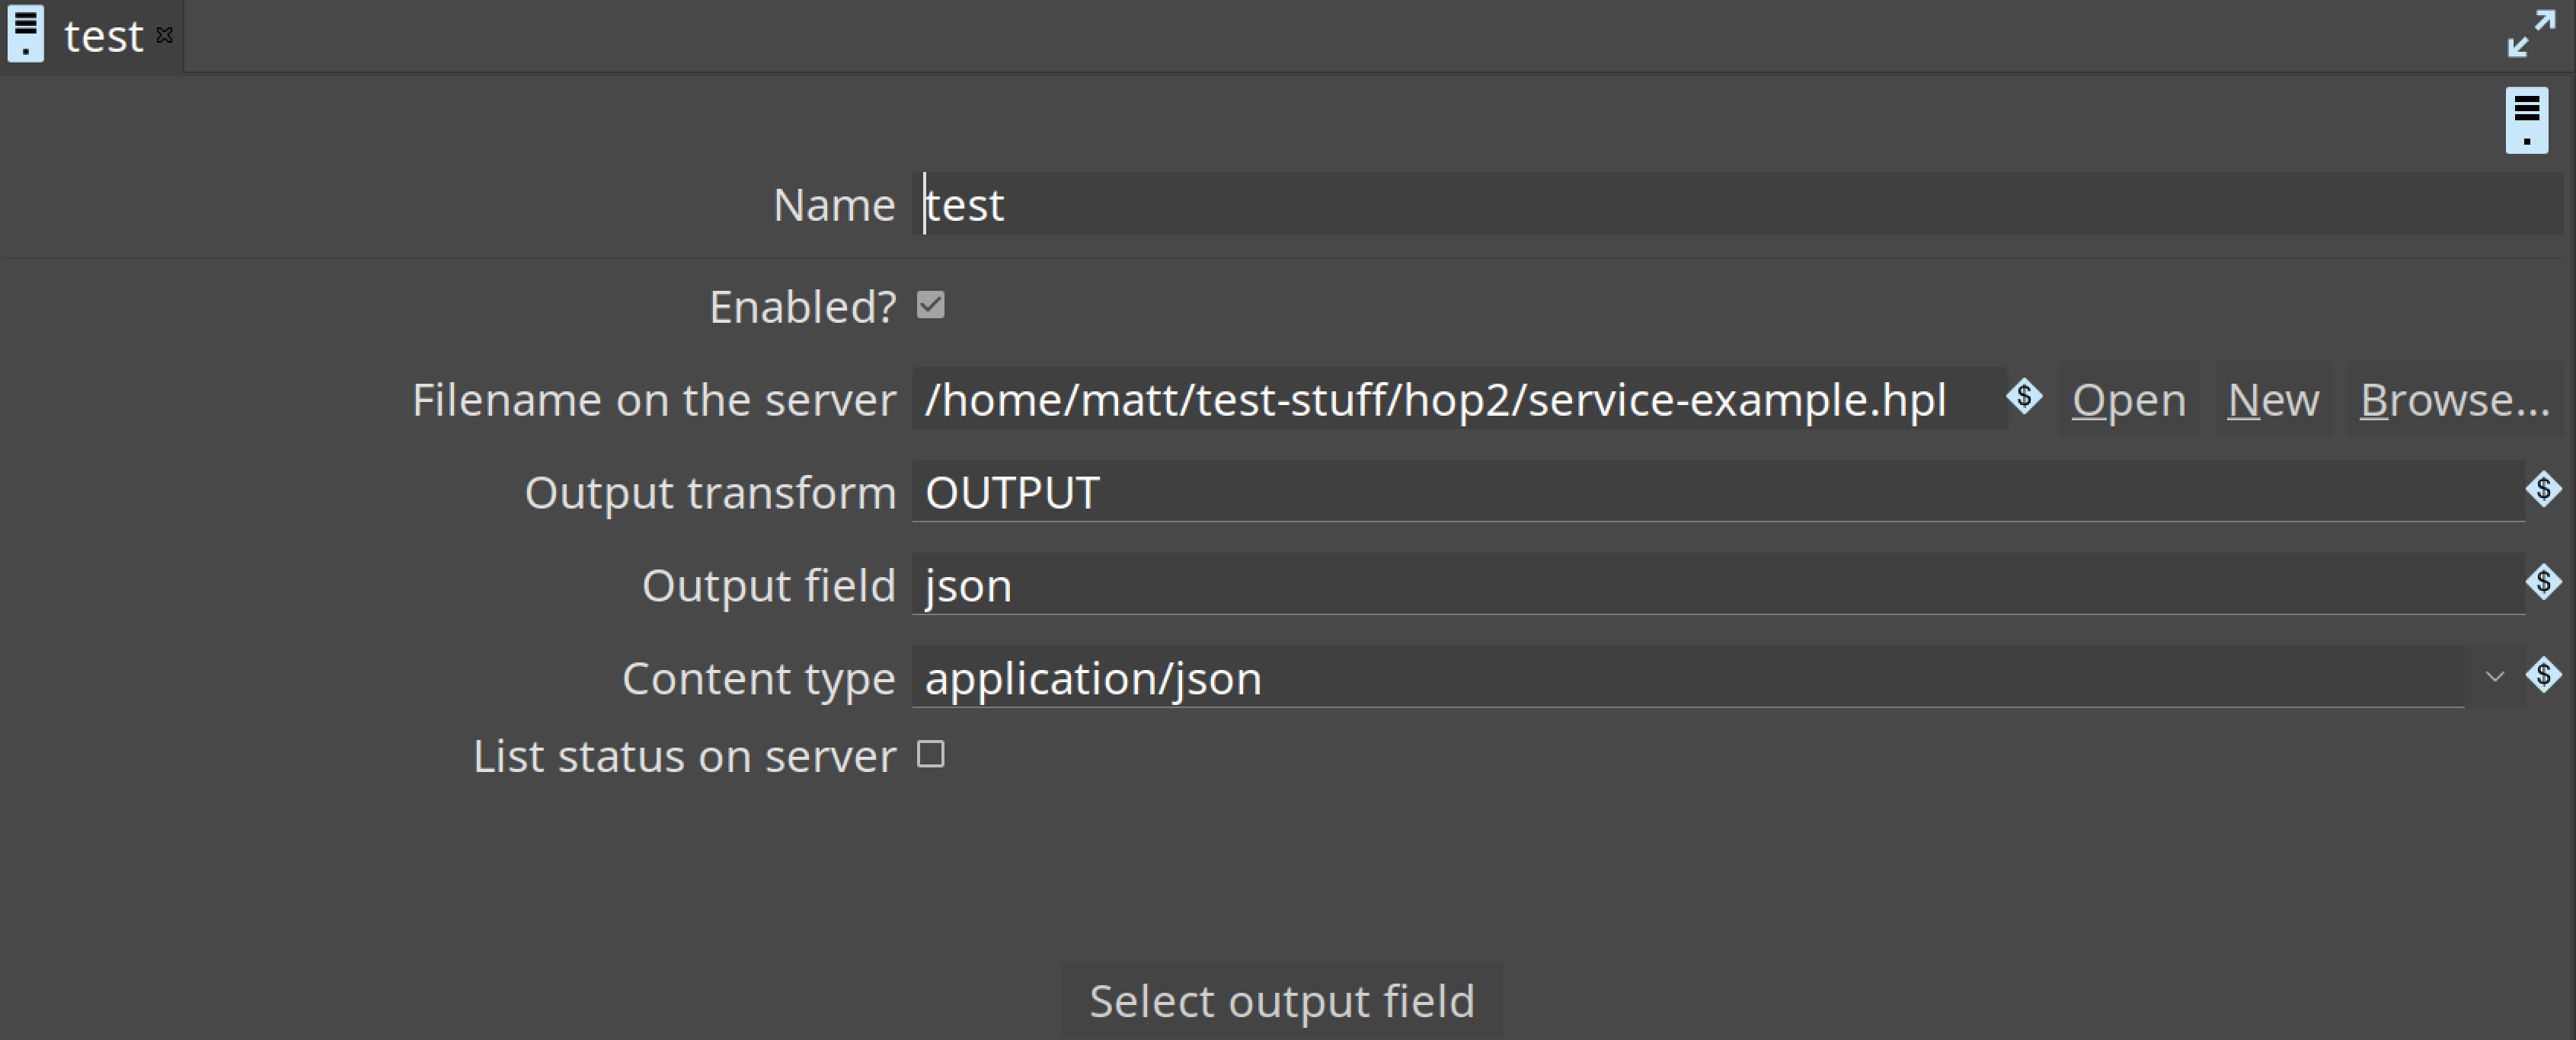 test
Name test
Enabled?
Filename on the server /home/matt/test-stuff/hop2/service-example.hpl $ Open New Browse...
Output transform OUTPUT $
Output field json $
Content type application/json $
List status on server
Select output field